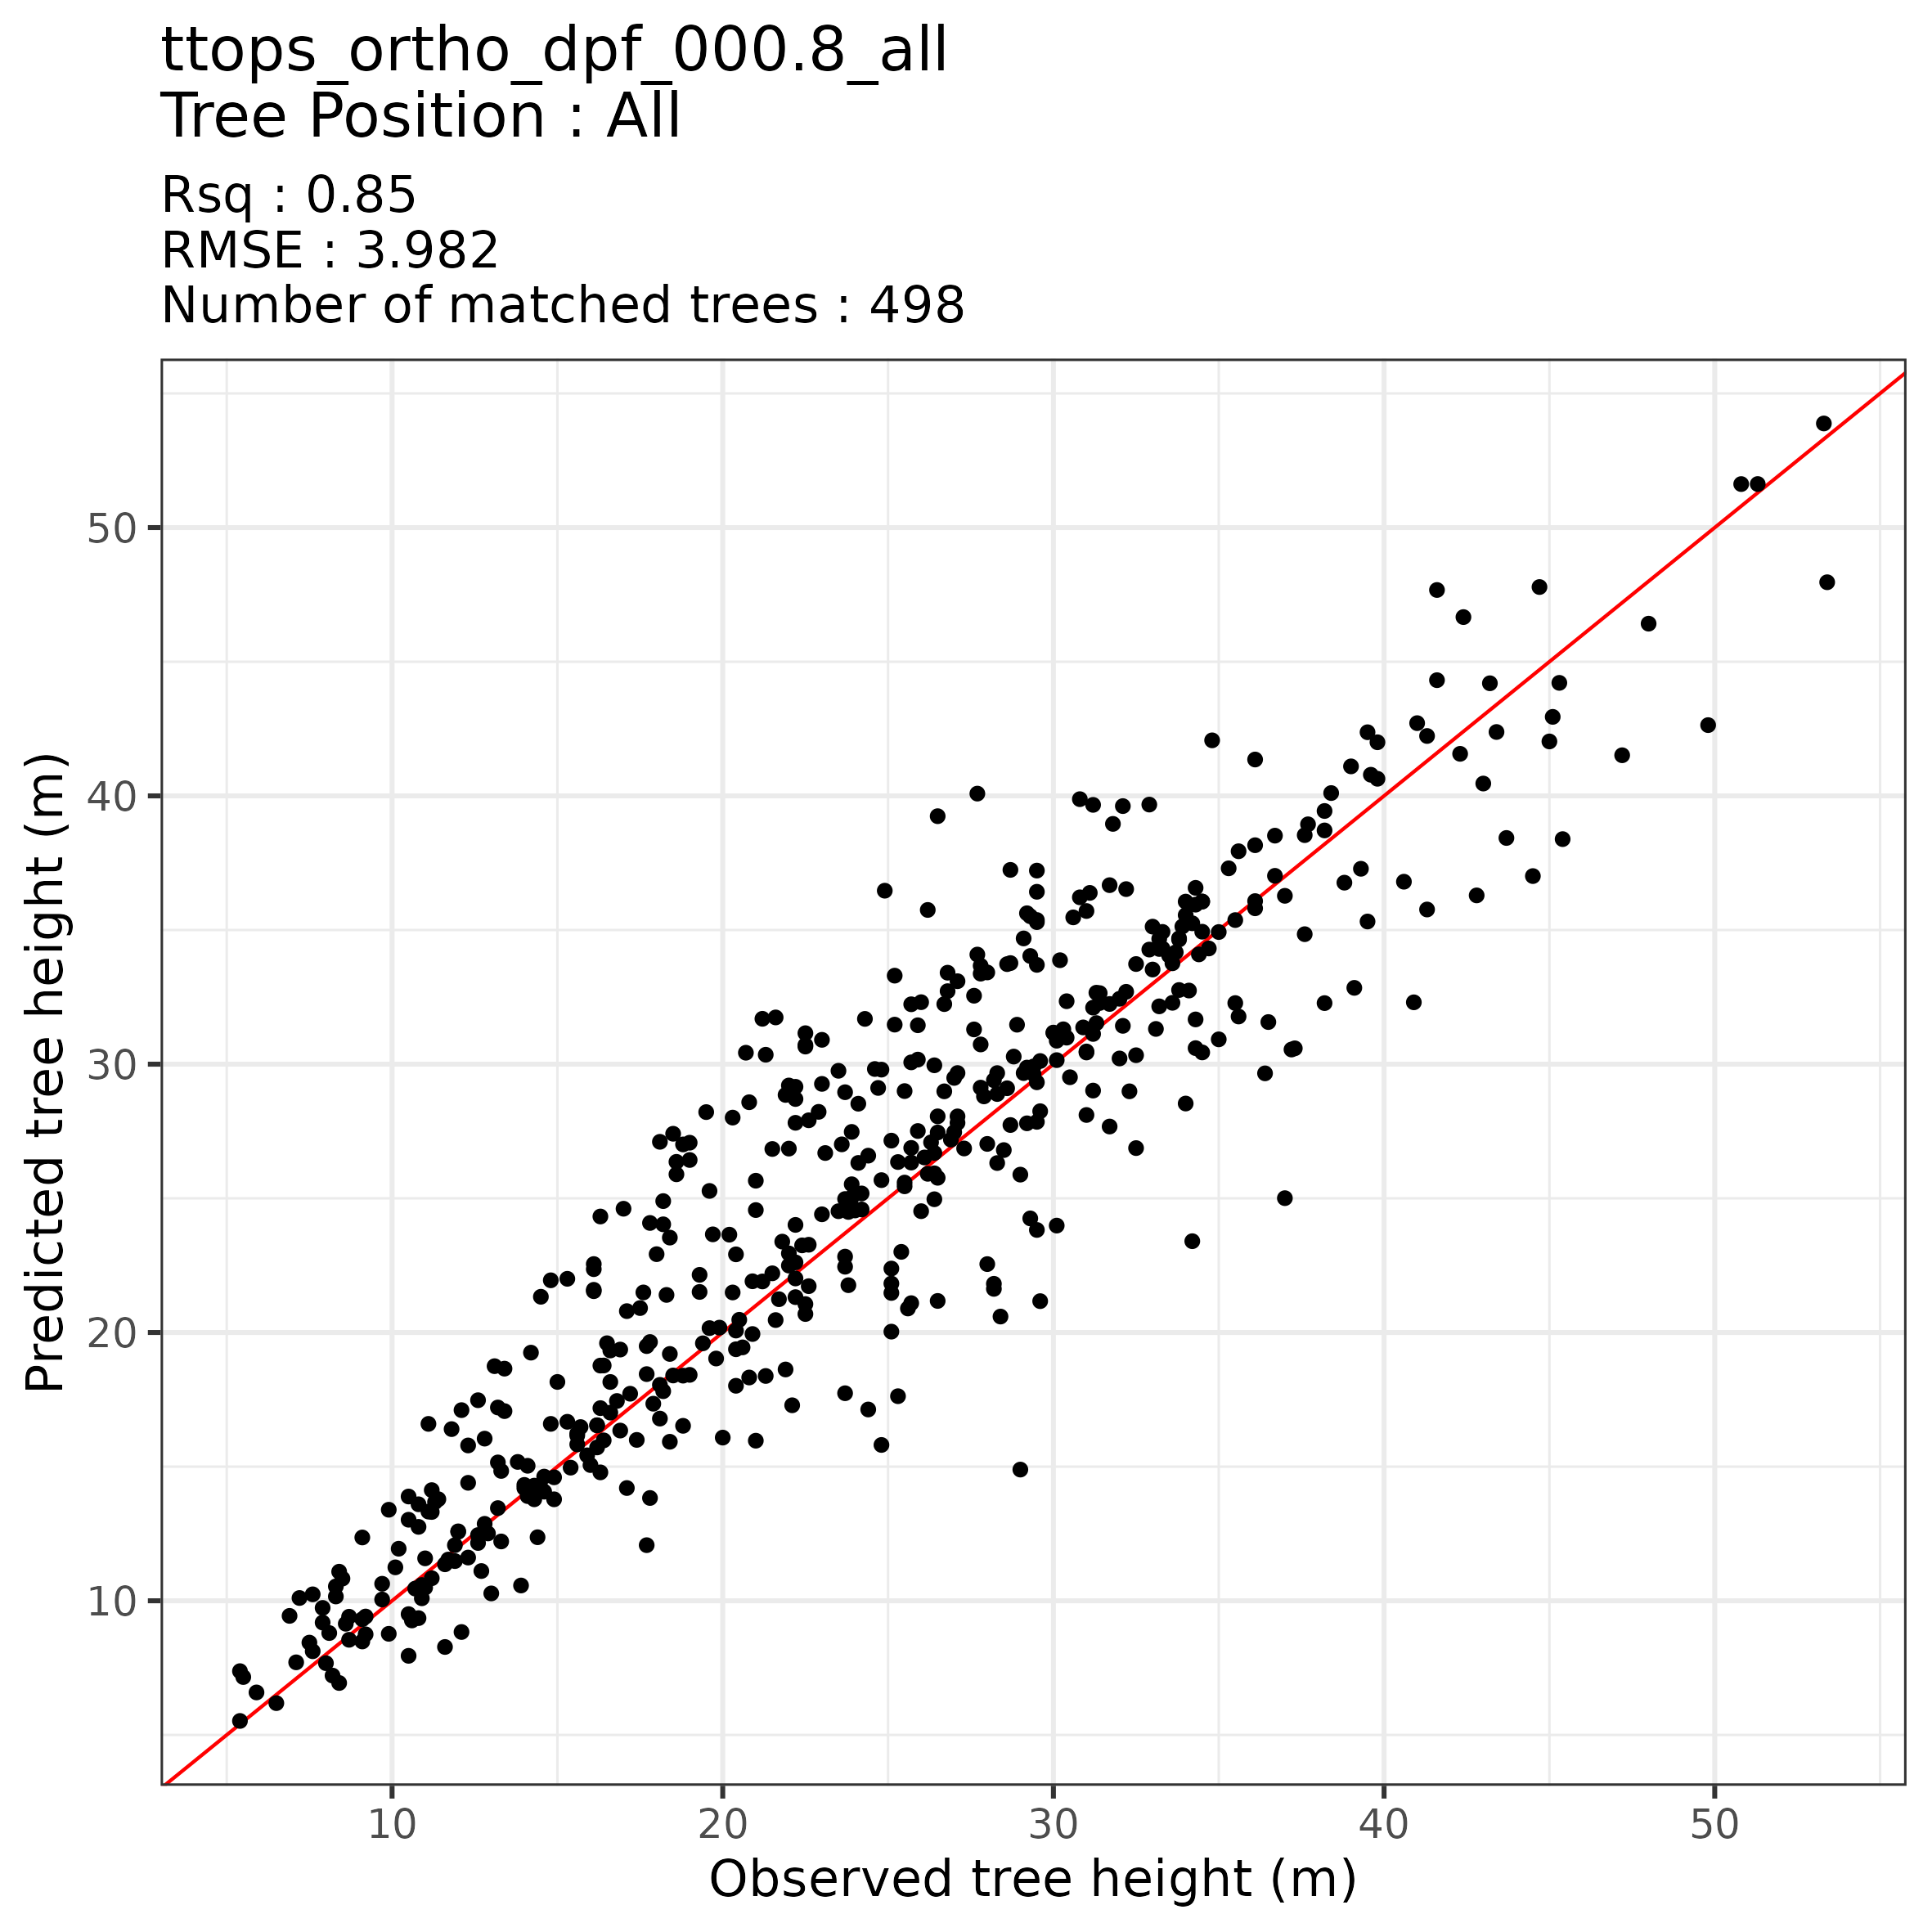 ttops_ortho_dpf_000.8_all
Tree Position : All
Rsq : 0.85
RMSE : 3.982
Number of matched trees : 498
50
40
30
20
10
Predicted tree height (m)
10 20 30 40 50
Observed tree height (m)